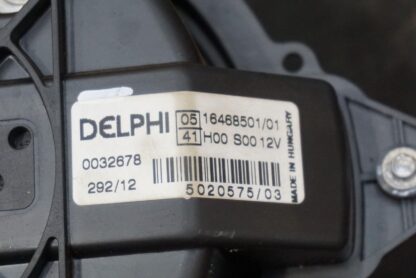 DELPHI 05 16468501/01
41 H00 S00 12V
0032678
292/12
5020575/03
MADE IN HUNGARY